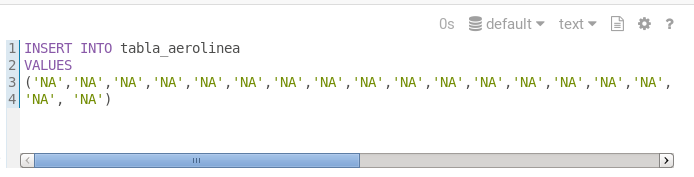 0s default text ?
1 INSERT INTO tabla_aerolinea
2 VALUES
3 ('NA','NA','NA','NA','NA','NA','NA','NA','NA','NA','NA','NA','NA','NA','NA','NA',
4 'NA', 'NA')